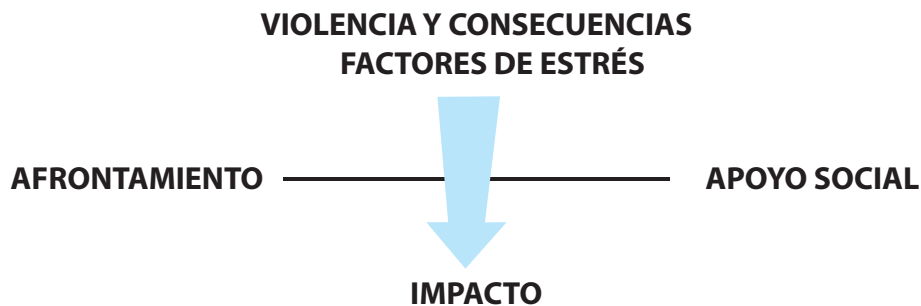 VIOLENCIA Y CONSECUENCIAS
FACTORES DE ESTRÉS
AFRONTAMIENTO
APOYO SOCIAL
IMPACTO